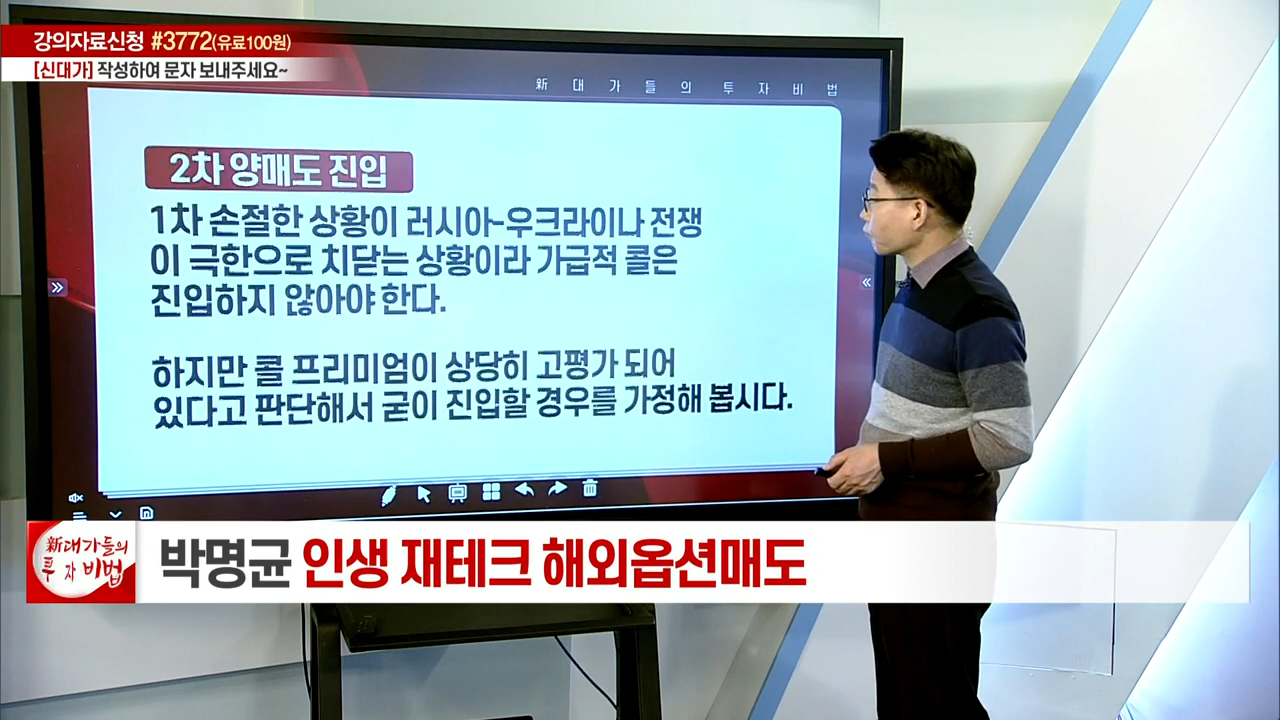 강의자료신청 #3772(유료100원)
[신대가] 작성하여 문자 보내주세요~
新 대 가 들 의 투 자 비 법
2차 양매도 진입
1차 손절한 상황이 러시아-우크라이나 전쟁
이 극한으로 치닫는 상황이라 가급적 콜은
진입하지 않아야 한다.
하지만 콜 프리미엄이 상당히 고평가 되어
있다고 판단해서 굳이 진입할 경우를 가정해 봅시다.
新대가들의
투자 비법
박명균 인생 재테크 해외옵션매도